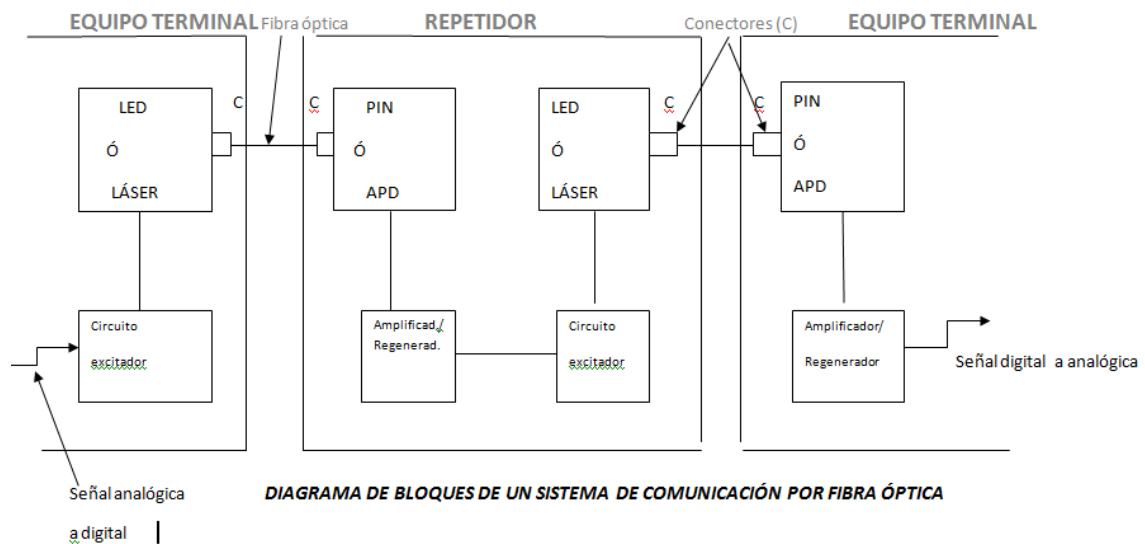 EQUIPO TERMINAL
Fibra óptica
REPETIDOR
Conectores (C)
EQUIPO TERMINAL
LED
Ó
LÁSER
C
C
PIN
Ó
APD
LED
Ó
LÁSER
C
C
PIN
Ó
APD
Circuito
excitador
Amplificad./
Regenerad.
Circuito
excitador
Amplificador/
Regenerador
Señal digital a analógica
Señal analógica
a digital
DIAGRAMA DE BLOQUES DE UN SISTEMA DE COMUNICACIÓN POR FIBRA ÓPTICA